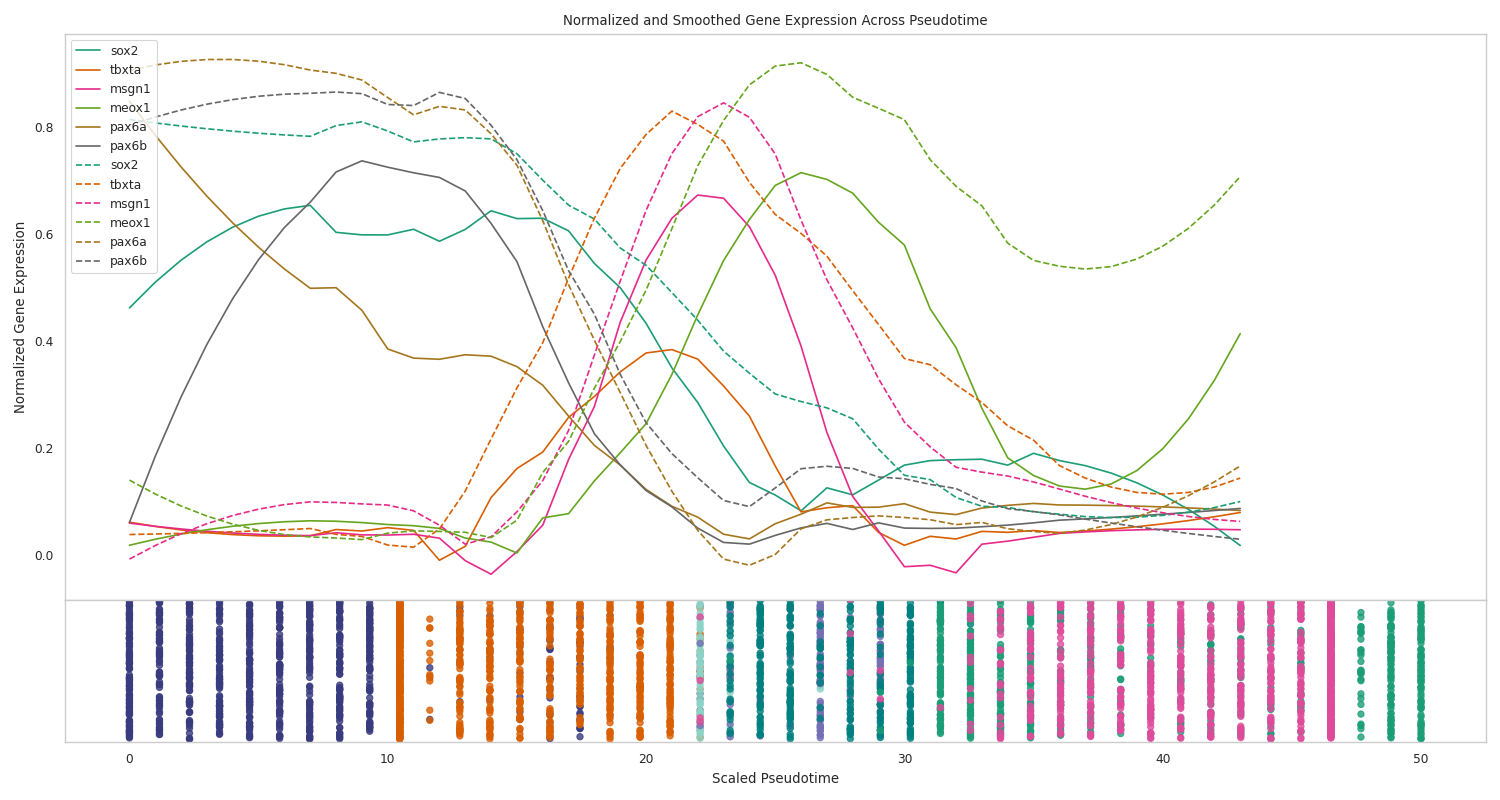 Normalized and Smoothed Gene Expression Across Pseudotime
sox2
tbxta
msgn1
meox1
pax6a
pax6b
sox2
tbxta
msgn1
meox1
pax6a
pax6b
Normalized Gene Expression
0.8
0.6
0.4
0.2
0.0
0 10 20 30 40 50
Scaled Pseudotime